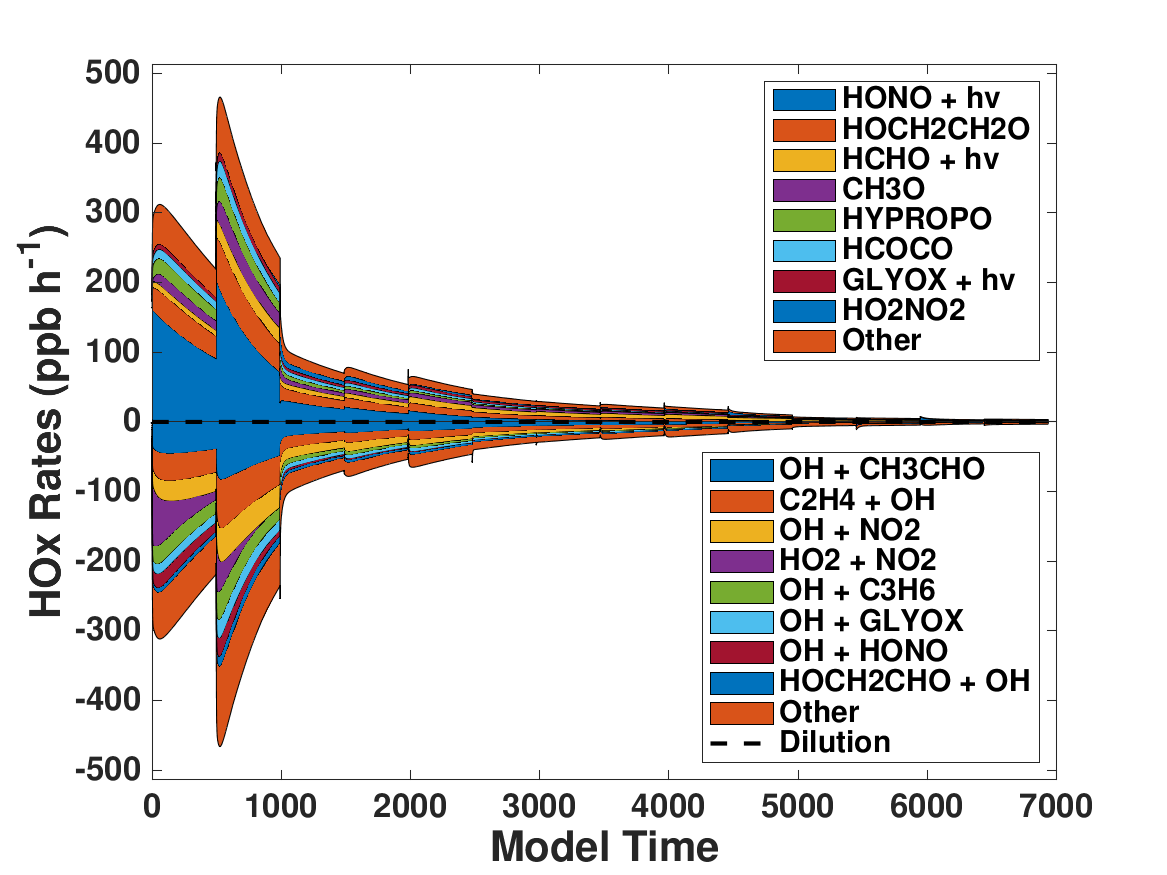 500
400
300
200
100
0
-100
-200
-300
-400
-500
HOx Rates (ppb h-1)
HONO + hv
HOCH2CH2O
HCHO + hv
CH3O
HYPROPO
HCOCO
GLYOX + hv
HO2NO2
Other
OH + CH3CHO
C2H4 + OH
OH + NO2
HO2 + NO2
OH + C3H6
OH + GLYOX
OH + HONO
HOCH2CHO + OH
Other
Dilution
0 1000 2000 3000 4000 5000 6000 7000
Model Time